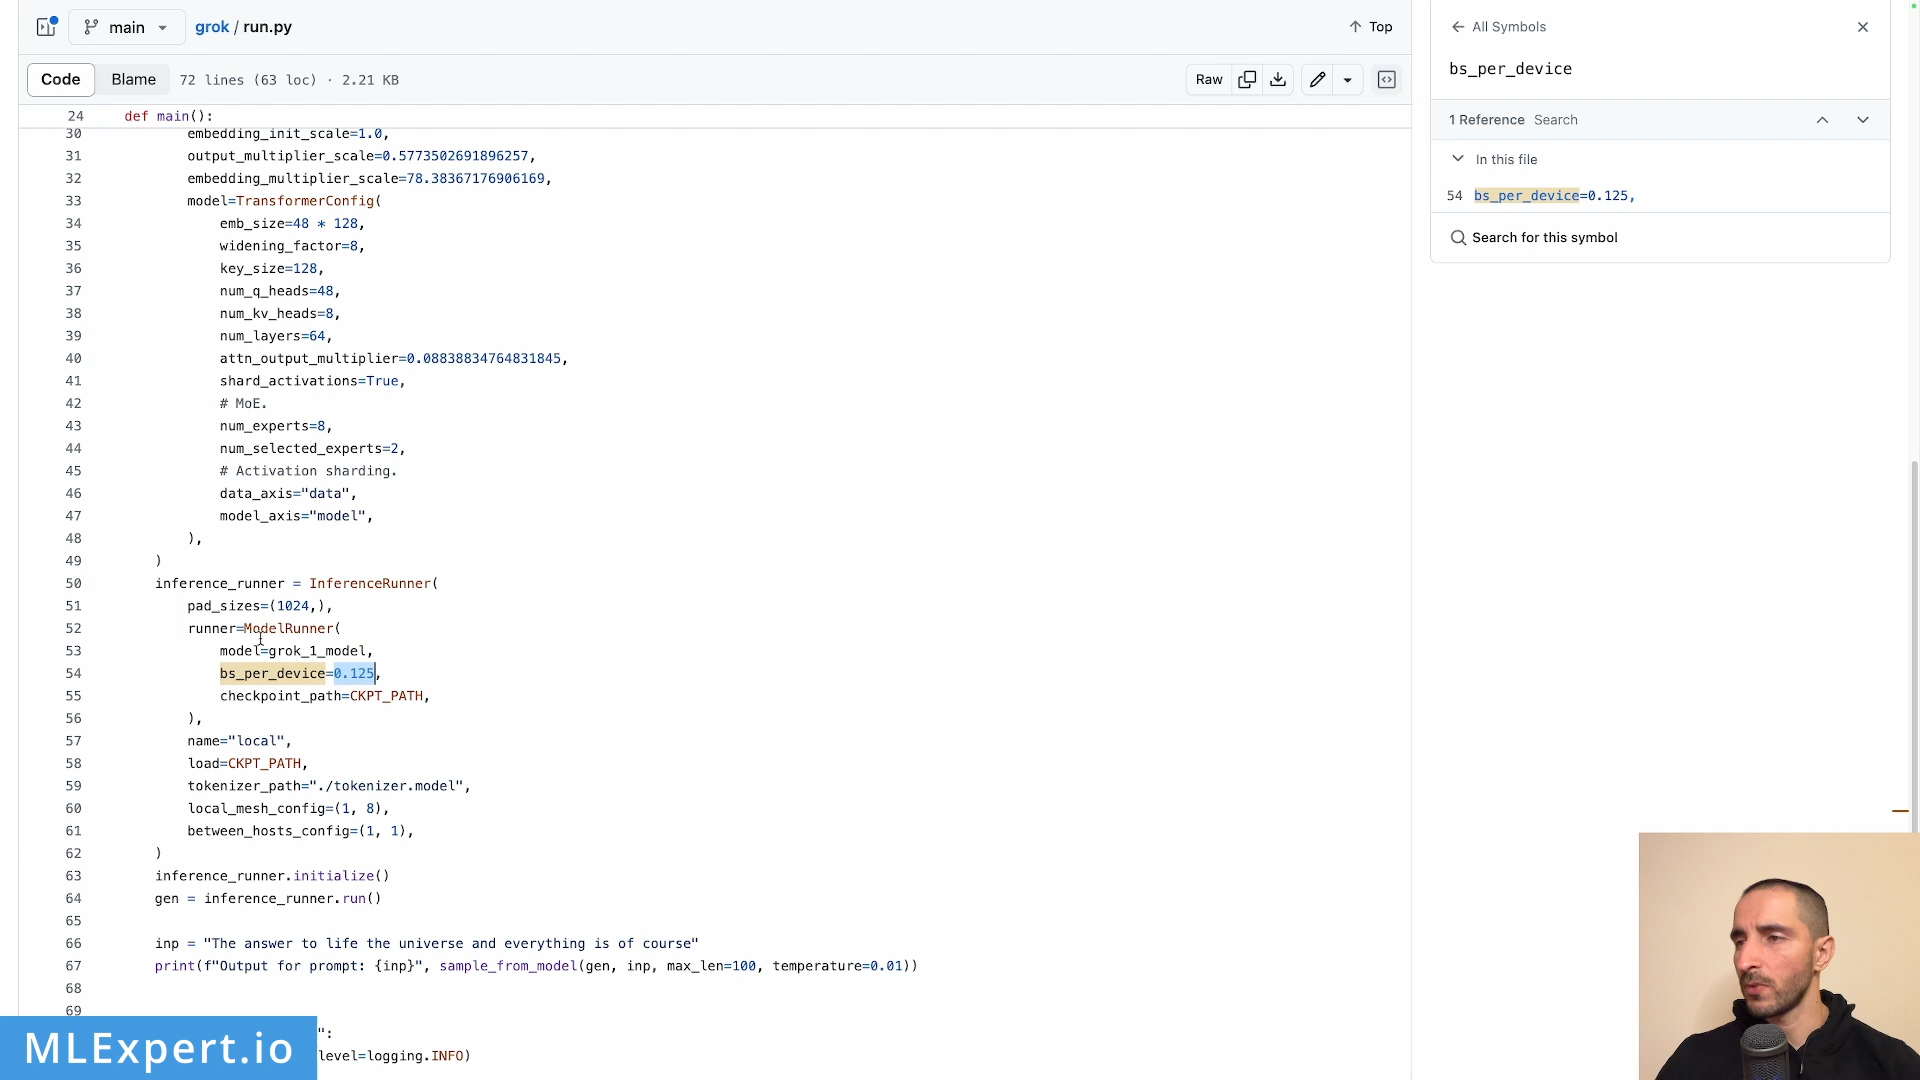 main
grok / run.py
Top
Code
Blame
72 lines (63 loc) · 2.21 KB
Raw
24 def main():
30 embedding_init_scale=1.0,
31 output_multiplier_scale=0.5773502691896257,
32 embedding_multiplier_scale=78.38367176906169,
33 model=TransformerConfig(
34 emb_size=48 * 128,
35 widening_factor=8,
36 key_size=128,
37 num_q_heads=48,
38 num_kv_heads=8,
39 num_layers=64,
40 attn_output_multiplier=0.08838834764831845,
41 shard_activations=True,
42 # MoE.
43 num_experts=8,
44 num_selected_experts=2,
45 # Activation sharding.
46 data_axis="data",
47 model_axis="model",
48 ),
49 )
50 inference_runner = InferenceRunner(
51 pad_sizes=(1024,),
52 runner=ModelRunner(
53 model=grok_1_model,
54 bs_per_device=0.125,
55 checkpoint_path=CKPT_PATH,
56 ),
57 name="local",
58 load=CKPT_PATH,
59 tokenizer_path="./tokenizer.model",
60 local_mesh_config=(1, 8),
61 between_hosts_config=(1, 1),
62 )
63 inference_runner.initialize()
64 gen = inference_runner.run()
65
66 inp = "The answer to life the universe and everything is of course"
67 print(f"Output for prompt: {inp}", sample_from_model(gen, inp, max_len=100, temperature=0.01))
68
69
":
level=logging.INFO)
All Symbols
bs_per_device
1 Reference Search
In this file
54 bs_per_device=0.125,
Search for this symbol
MLExpert.io